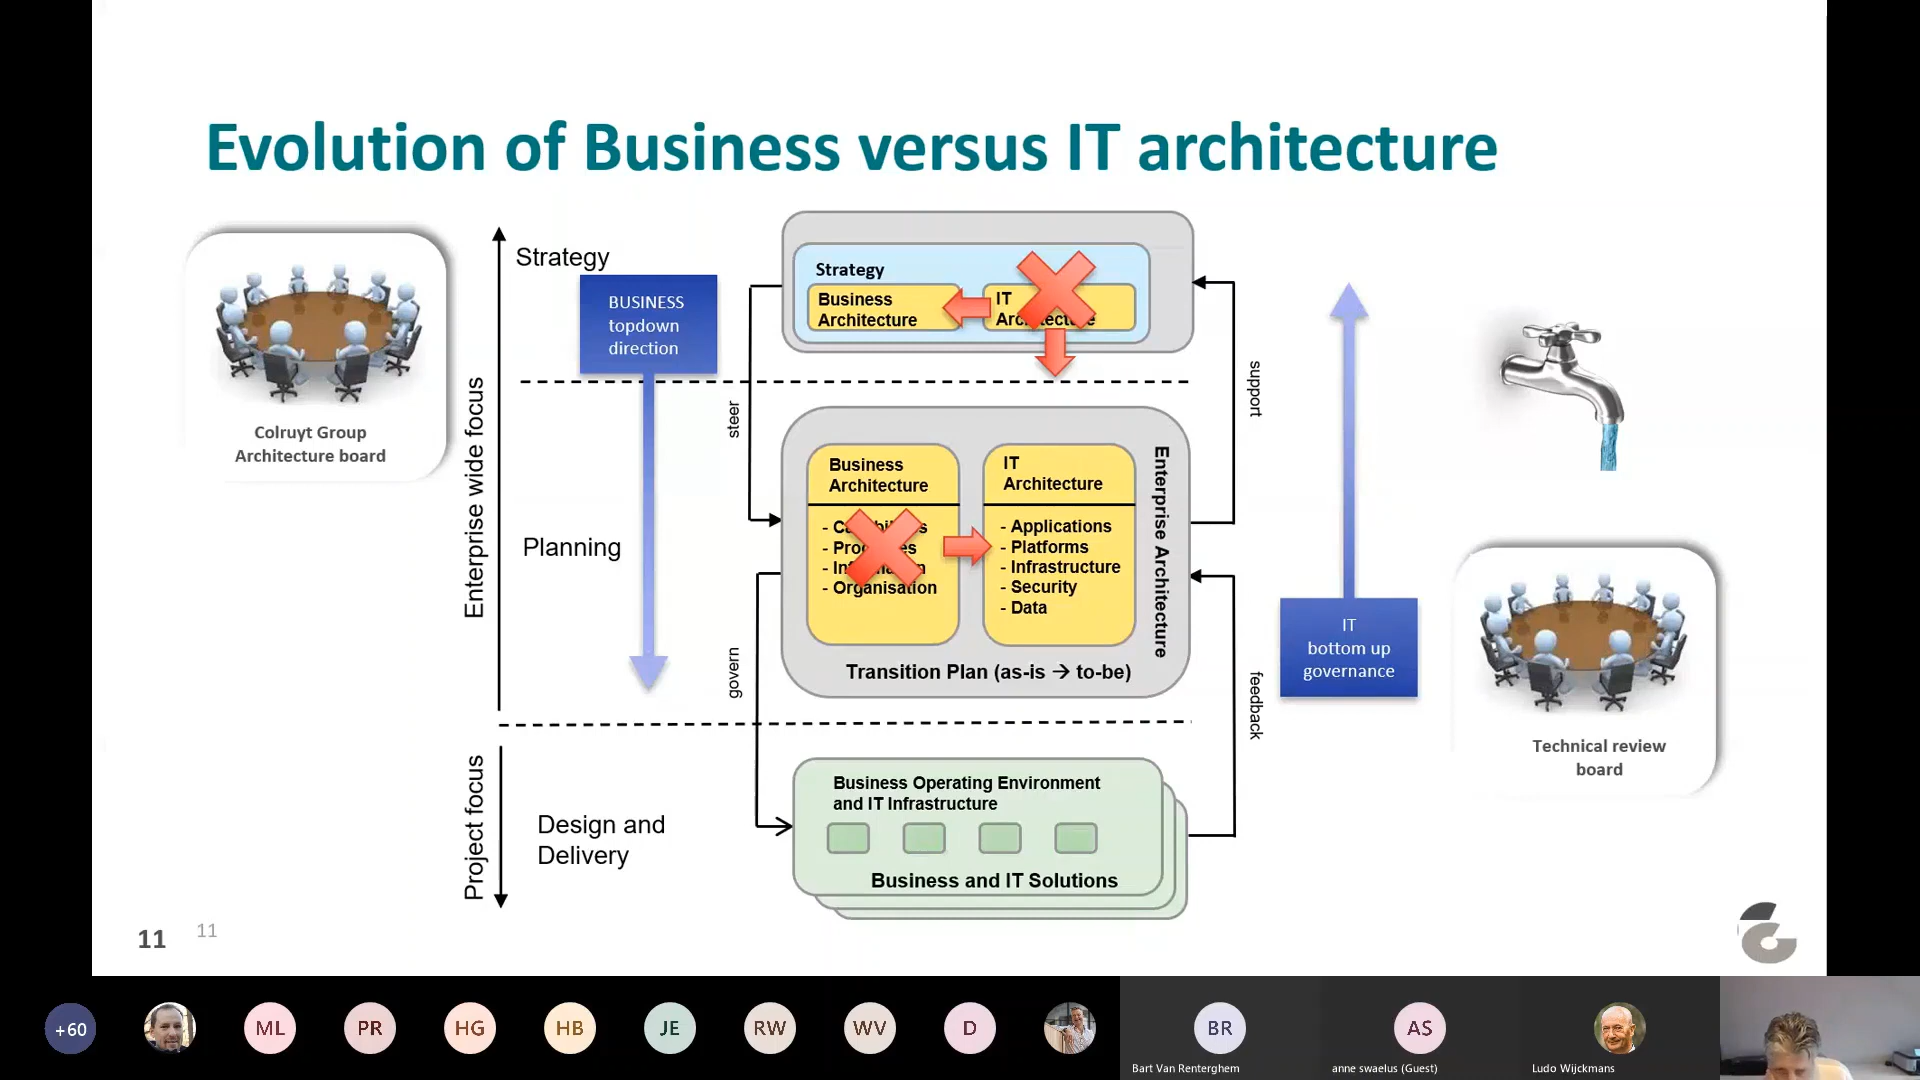 Evolution of Business versus IT architecture
Colruyt Group
Architecture board
Enterprise wide focus
Project focus
Strategy
BUSINESS
topdown
direction
Planning
Design and
Delivery
steer
govern
Strategy
Business
Architecture
IT
Architecture
Business
Architecture
- Capabilities
- Processes
- Information
- Organisation
IT
Architecture
- Applications
- Platforms
- Infrastructure
- Security
- Data
Enterprise Architecture
Transition Plan (as-is → to-be)
Business Operating Environment
and IT Infrastructure
Business and IT Solutions
support
feedback
IT
bottom up
governance
Technical review
board
11
11
+60
ML
PR
HG
HB
JE
RW
WV
D
BR
Bart Van Renterghem
AS
anne swaelus (Guest)
Ludo Wijckmans